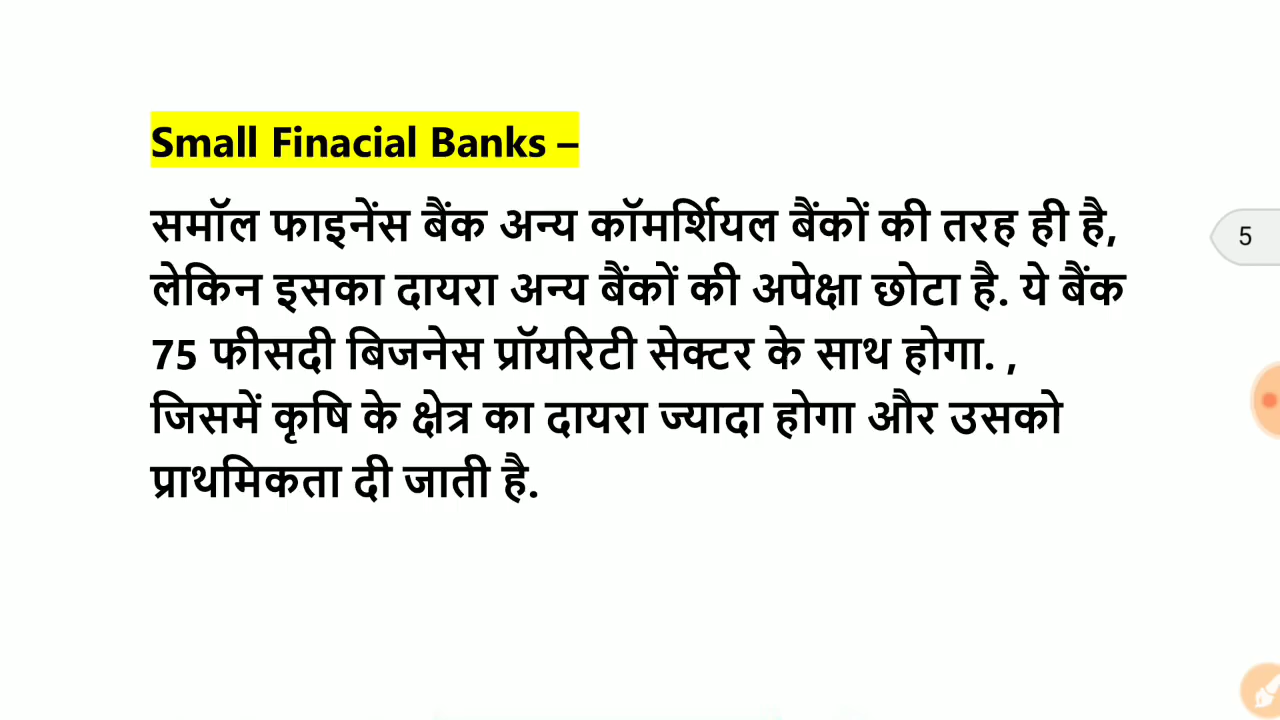 Small Finacial Banks –
समॉल फाइनेंस बैंक अन्य कॉमर्शियल बैंकों की तरह ही है,
लेकिन इसका दायरा अन्य बैंकों की अपेक्षा छोटा है. ये बैंक
75 फीसदी बिजनेस प्रॉयरिटी सेक्टर के साथ होगा. ,
जिसमें कृषि के क्षेत्र का दायरा ज्यादा होगा और उसको
प्राथमिकता दी जाती है.
5